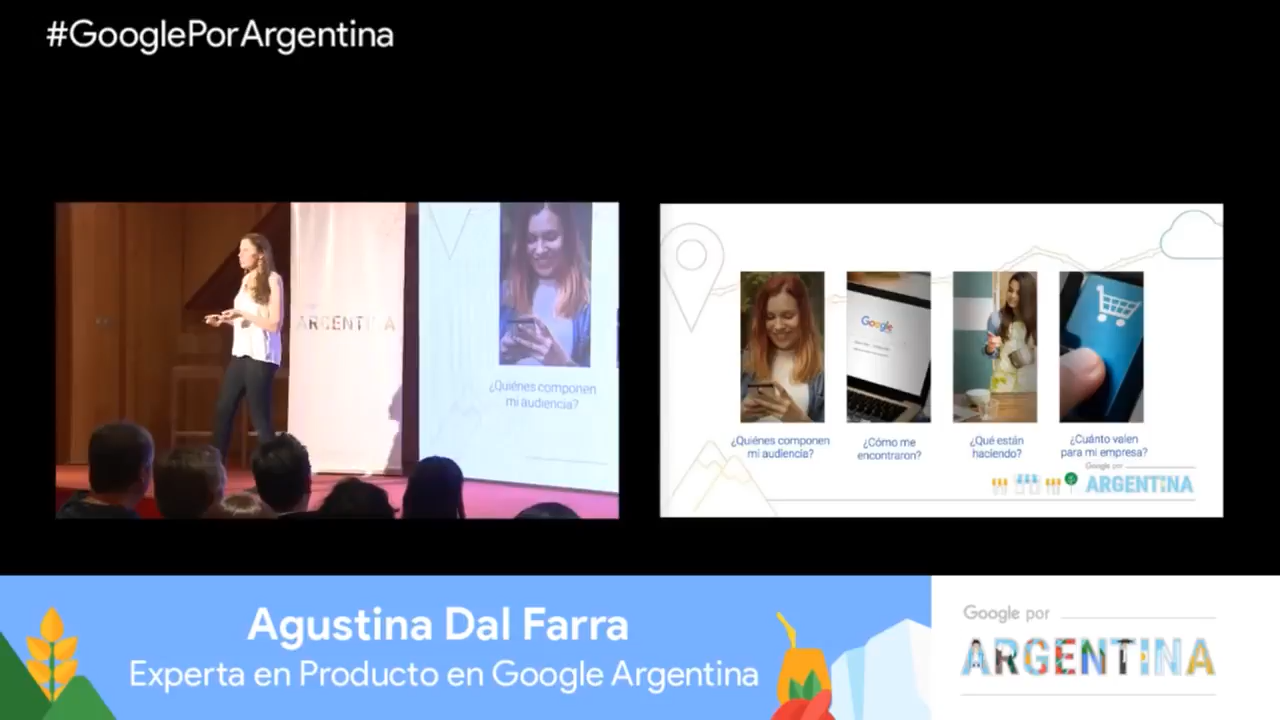 #GooglePorArgentina
ARGENTINA
¿Quiénes componen
mi audiencia?
Google
¿Quiénes componen
mi audiencia?
¿Cómo me
encontraron?
¿Qué están
haciendo?
¿Cuánto valen
para mi empresa?
Google por
ARGENTINA
Agustina Dal Farra
Experta en Producto en Google Argentina
Google por
ARGENTINA